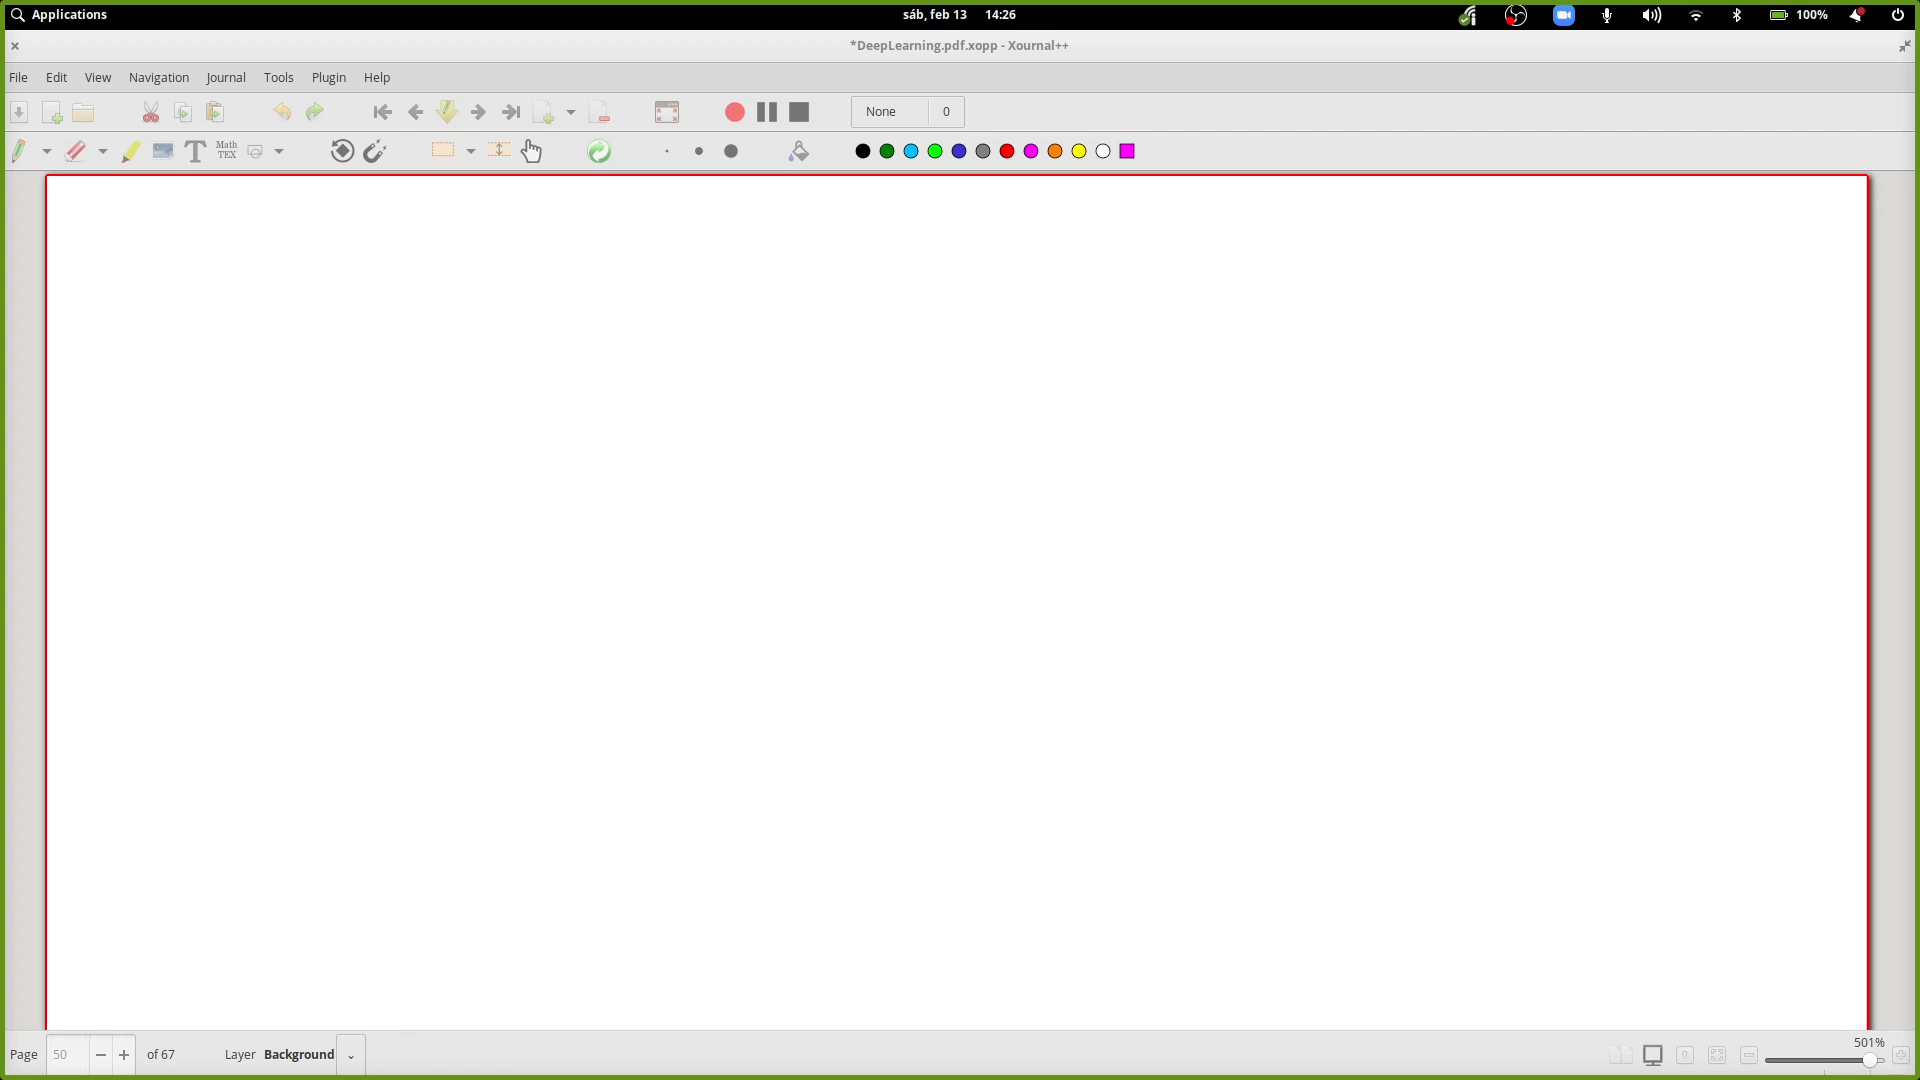 Applications
sáb, feb 13 14:26
100%
*DeepLearning.pdf.xopp - Xournal++
File Edit View Navigation Journal Tools Plugin Help
None 0
T Math TEX
Page 50 of 67 Layer Background
501%